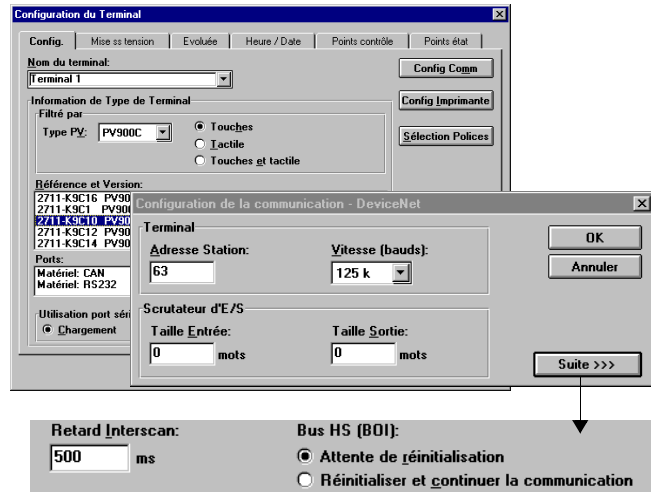 Configuration du Terminal
Config.
Mise ss tension
Evoluée
Heure / Date
Points contrôle
Points état
Nom du terminal:
Terminal 1
Config Comm
Information de Type de Terminal
Config Imprimante
Filtré par
Type PV:
PV900C
Touches
Tactile
Touches et tactile
Sélection Polices
Référence et Version:
2711-K9C16 PV90
2711-K9C1 PV90
2711-K9C10 PV90
2711-K9C12 PV90
2711-K9C14 PV90
Ports:
Matériel: CAN
Matériel: RS232
Utilisation port séri
Chargement
Configuration de la communication - DeviceNet
Terminal
Adresse Station:
63
Vitesse (bauds):
125 k
OK
Annuler
Scrutateur d'E/S
Taille Entrée:
0 mots
Taille Sortie:
0 mots
Suite >>>
Retard Interscan:
500 ms
Bus HS (BOI):
Attente de réinitialisation
Réinitialiser et continuer la communication